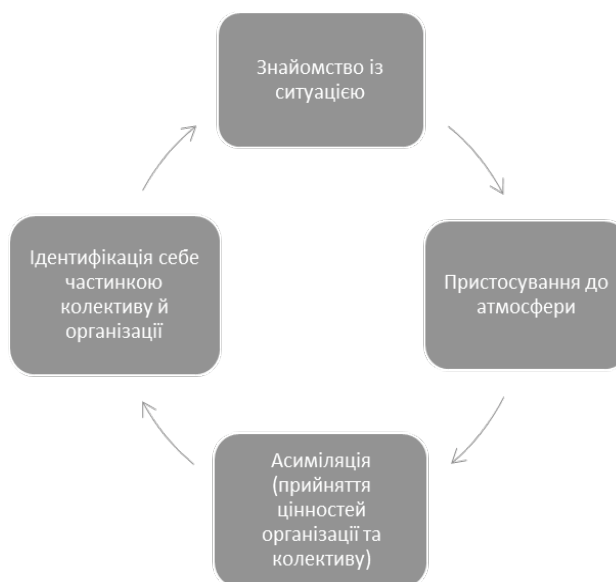 Знайомство із
ситуацією
Пристосування до
атмосфери
Асиміляція
(прийняття
цінностей
організації та
колективу)
Ідентифікація себе
частинкою
колективу й
організації